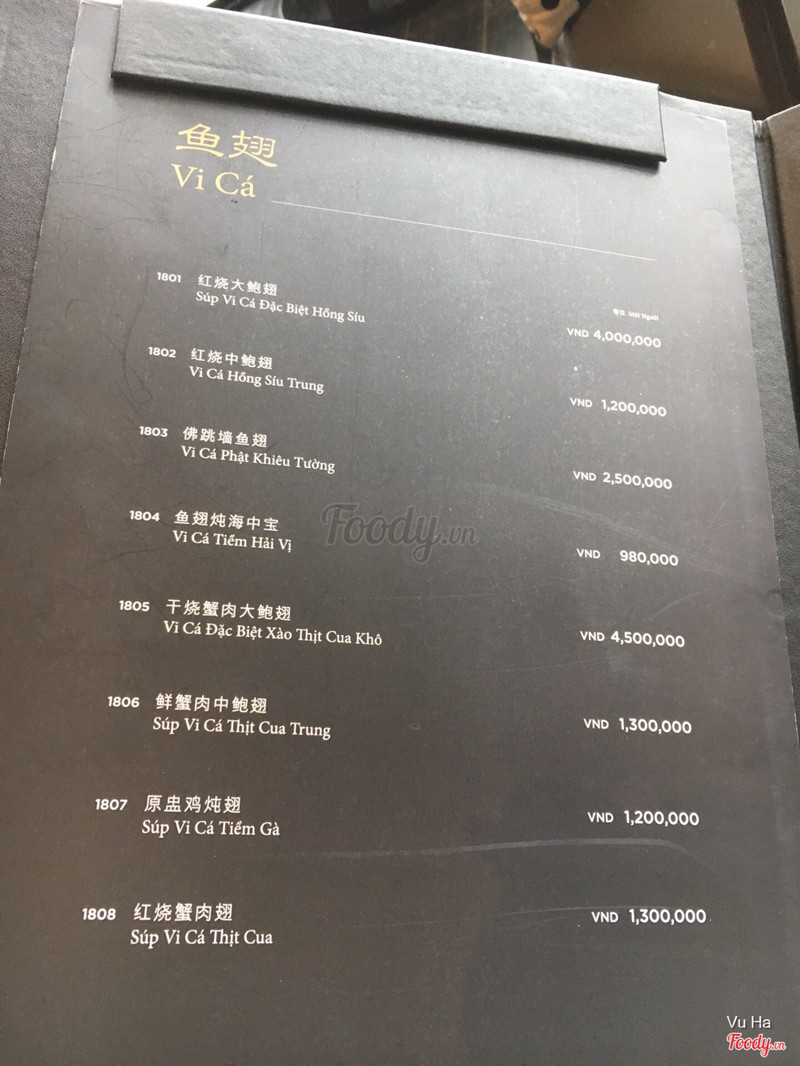 鱼翅
Vi Cá
每位 Mỗi Người
1801 红烧大鲍翅
Súp Vi Cá Đặc Biệt Hồng Síu
VND 4,000,000
1802 红烧中鲍翅
Vi Cá Hồng Síu Trung
VND 1,200,000
1803 佛跳墙鱼翅
Vi Cá Phật Khiêu Tường
VND 2,500,000
1804 鱼翅炖海中宝
Vi Cá Tiềm Hải Vị
VND 980,000
Foody.vn
1805 干烧蟹肉大鲍翅
Vi Cá Đặc Biệt Xào Thịt Cua Khô
VND 4,500,000
1806 鲜蟹肉中鲍翅
Súp Vi Cá Thịt Cua Trung
VND 1,300,000
1807 原盅鸡炖翅
Súp Vi Cá Tiềm Gà
VND 1,200,000
1808 红烧蟹肉翅
Súp Vi Cá Thịt Cua
VND 1,300,000
Vu Ha
Foody.vn